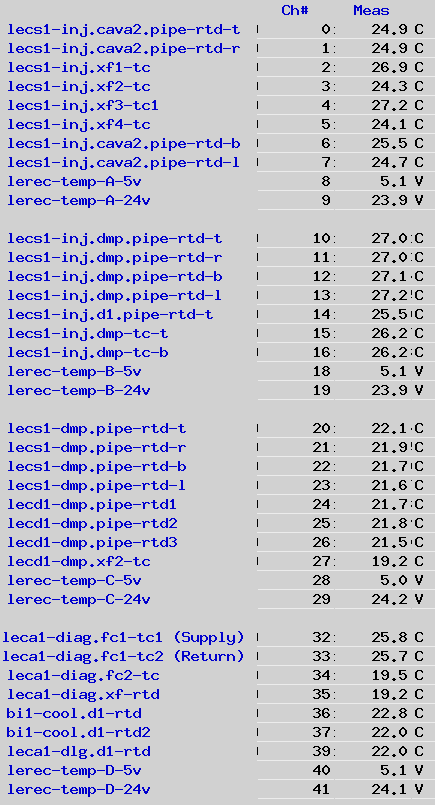 Ch# Meas
lecs1-inj.cava2.pipe-rtd-t 0: 24.9 C
lecs1-inj.cava2.pipe-rtd-r 1: 24.9 C
lecs1-inj.xf1-tc 2: 26.9 C
lecs1-inj.xf2-tc 3: 24.3 C
lecs1-inj.xf3-tc1 4: 27.2 C
lecs1-inj.xf4-tc 5: 24.1 C
lecs1-inj.cava2.pipe-rtd-b 6: 25.5 C
lecs1-inj.cava2.pipe-rtd-l 7: 24.7 C
lerec-temp-A-5v 8 5.1 V
lerec-temp-A-24v 9 23.9 V
lecs1-inj.dmp.pipe-rtd-t 10: 27.0 C
lecs1-inj.dmp.pipe-rtd-r 11: 27.0 C
lecs1-inj.dmp.pipe-rtd-b 12: 27.1 C
lecs1-inj.dmp.pipe-rtd-l 13: 27.2 C
lecs1-inj.d1.pipe-rtd-t 14: 25.5 C
lecs1-inj.dmp-tc-t 15: 26.2 C
lecs1-inj.dmp-tc-b 16: 26.2 C
lerec-temp-B-5v 18 5.1 V
lerec-temp-B-24v 19 23.9 V
lecs1-dmp.pipe-rtd-t 20: 22.1 C
lecs1-dmp.pipe-rtd-r 21: 21.9 C
lecs1-dmp.pipe-rtd-b 22: 21.7 C
lecs1-dmp.pipe-rtd-l 23: 21.6 C
lecd1-dmp.pipe-rtd1 24: 21.7 C
lecd1-dmp.pipe-rtd2 25: 21.8 C
lecd1-dmp.pipe-rtd3 26: 21.5 C
lecd1-dmp.xf2-tc 27: 19.2 C
lerec-temp-C-5v 28 5.0 V
lerec-temp-C-24v 29 24.2 V
leca1-diag.fc1-tc1 (Supply) 32: 25.8 C
leca1-diag.fc1-tc2 (Return) 33: 25.7 C
leca1-diag.fc2-tc 34: 19.5 C
leca1-diag.xf-rtd 35: 19.2 C
bi1-cool.d1-rtd 36: 22.8 C
bi1-cool.d1-rtd2 37: 22.0 C
leca1-dlg.d1-rtd 39: 22.0 C
lerec-temp-D-5v 40 5.1 V
lerec-temp-D-24v 41 24.1 V